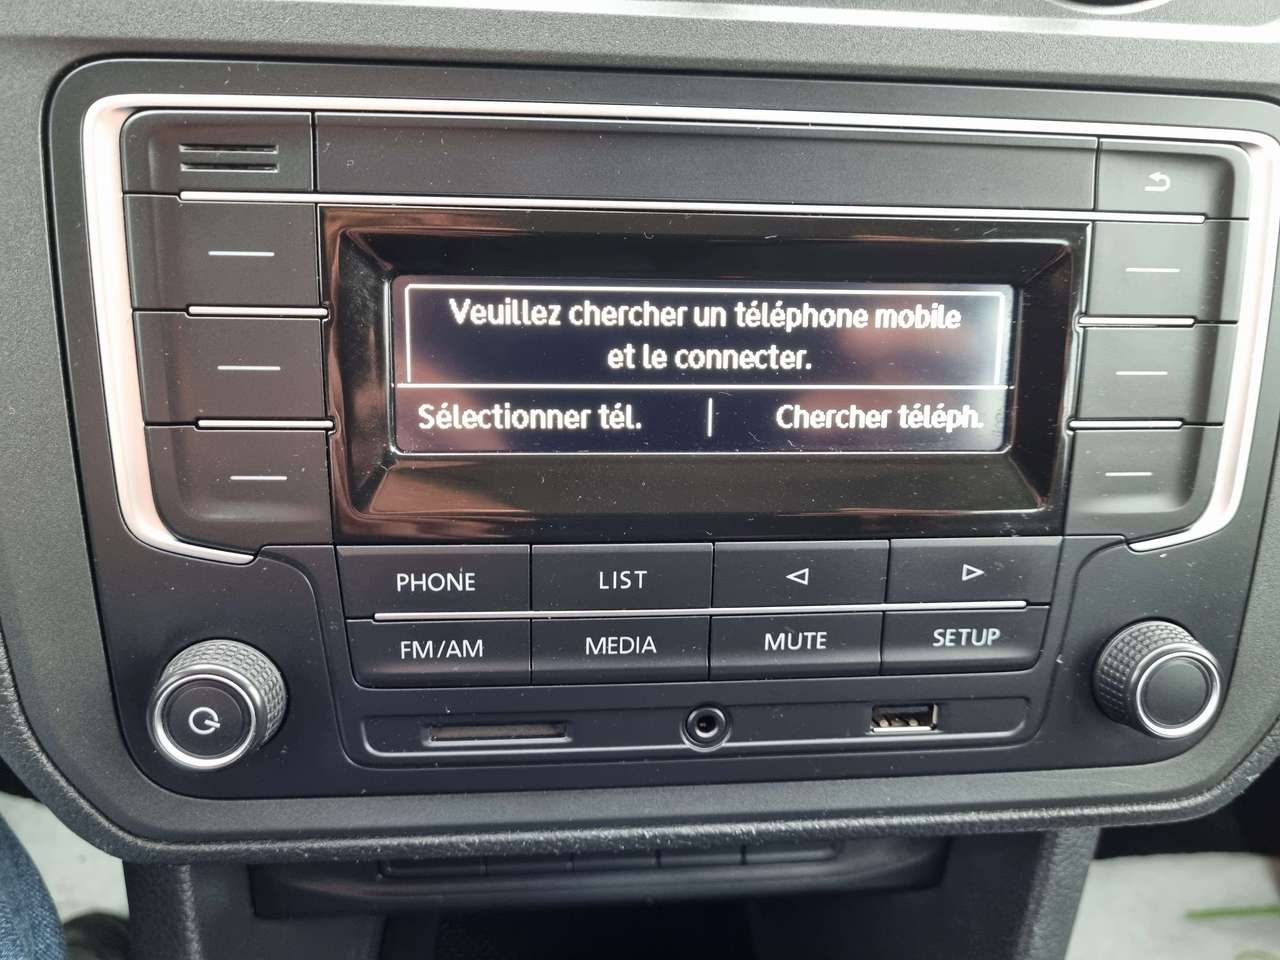 Veuillez chercher un téléphone mobile
et le connecter.
Sélectionner tél. | Chercher téléph.
PHONE LIST
FM/AM MEDIA MUTE SETUP